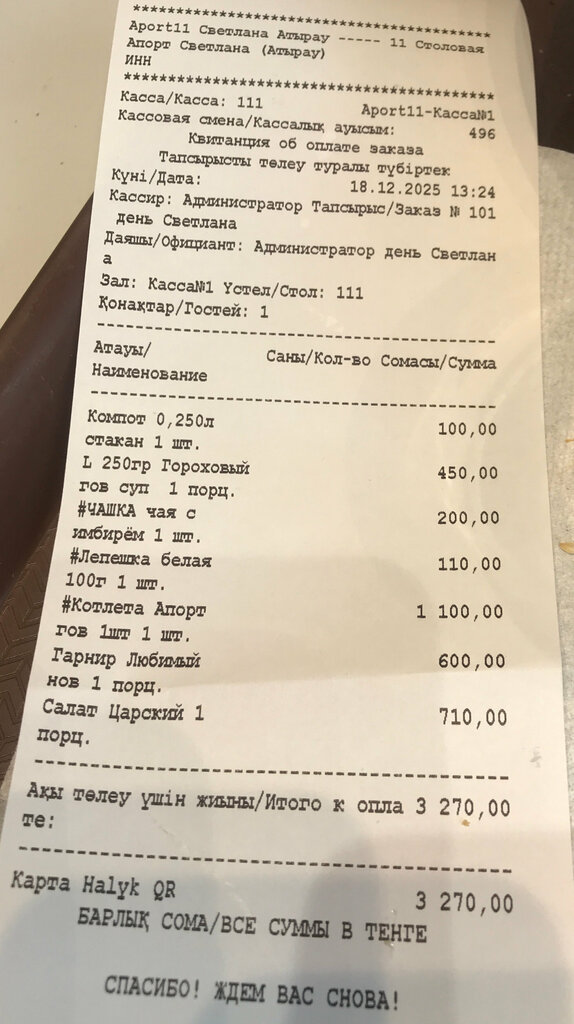 ******************************************
Aport11 Светлана Атырау ----- 11 Столовая
Апорт Светлана (Атырау)
ИНН
******************************************
Касса/Касса: 111 Aport11-Касса№1
Кассовая смена/Кассалық ауысым: 496
Квитанция об оплате заказа
Тапсырысты төлеу туралы түбіртек
Күні/Дата: 18.12.2025 13:24
Кассир: Администратор Тапсырыс/Заказ № 101
день Светлана
Даяшы/Официант: Администратор день Светлан
а
Зал: Касса№1 Үстел/Стол: 111
Қонақтар/Гостей: 1
------------------------------------------
Атауы/ Саны/Кол-во Сомасы/Сумма
Наименование
------------------------------------------
Компот 0,250л 100,00
стакан 1 шт.
L 250гр Гороховый 450,00
гов суп 1 порц.
#ЧАШКА чая с 200,00
имбирём 1 шт.
#Лепешка белая 110,00
100г 1 шт.
#Котлета Апорт 1 100,00
гов 1шт 1 шт.
Гарнир Любимый 600,00
нов 1 порц.
Салат Царский 1 710,00
порц.
------------------------------------------
Ақы төлеу үшін жиыны/Итого к опла 3 270,00
те:
------------------------------------------
Карта Halyk QR 3 270,00
БАРЛЫҚ СОМА/ВСЕ СУММЫ В ТЕНГЕ
СПАСИБО! ЖДЕМ ВАС СНОВА!